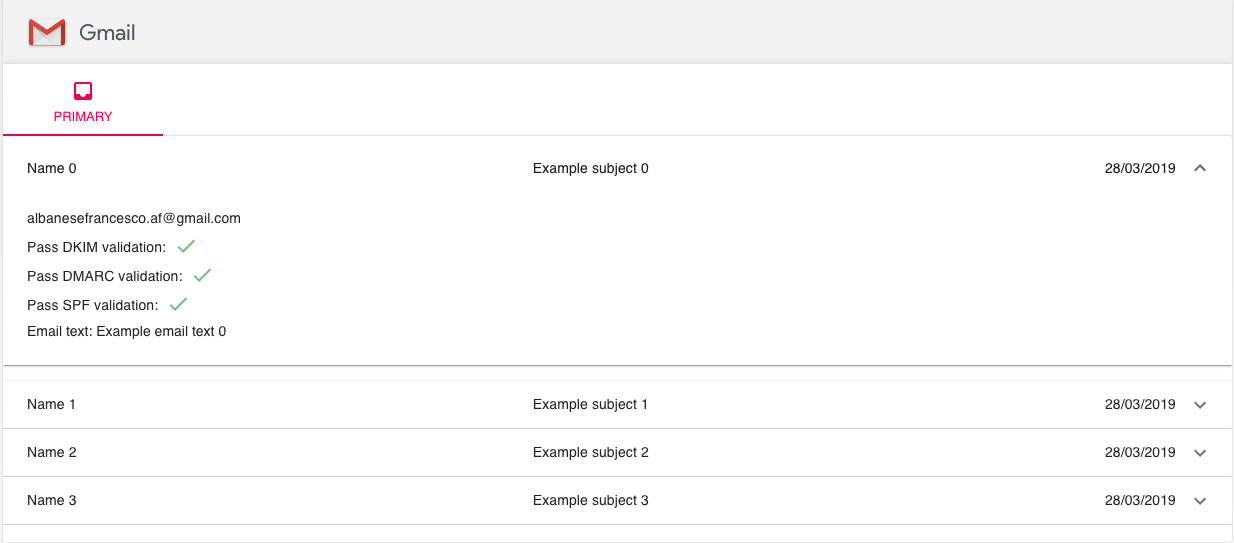 Gmail
PRIMARY
Name 0 Example subject 0 28/03/2019
albanesefrancesco.af@gmail.com
Pass DKIM validation:
Pass DMARC validation:
Pass SPF validation:
Email text: Example email text 0
Name 1 Example subject 1 28/03/2019
Name 2 Example subject 2 28/03/2019
Name 3 Example subject 3 28/03/2019